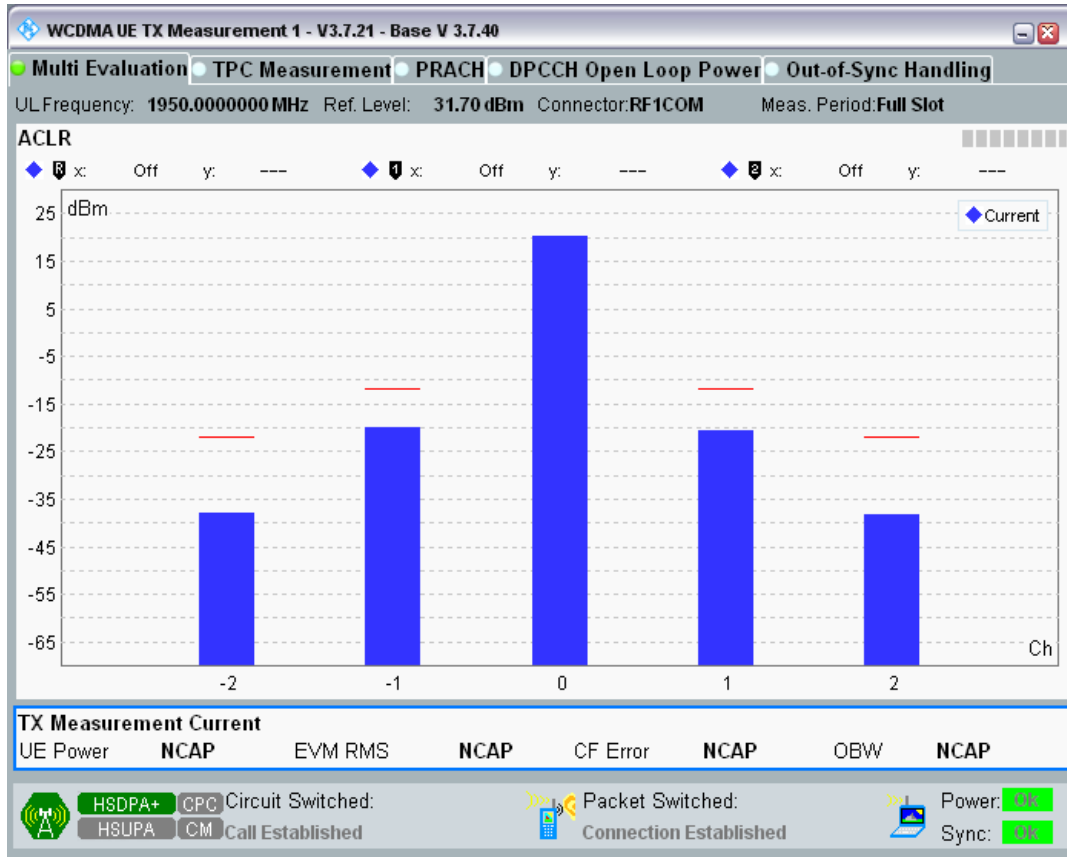 WCDMA UE TX Measurement 1 - V3.7.21 - Base V 3.7.40
Multi Evaluation TPC Measurement PRACH DPCCH Open Loop Power Out-of-Sync Handling
UL Frequency: 1950.0000000 MHz Ref. Level: 31.70 dBm Connector:RF1COM Meas. Period:Full Slot
ACLR
R x: Off y: --- 1 x: Off y: --- 2 x: Off y: ---
dBm
Current
25
15
5
-5
-15
-25
-35
-45
-55
-65
Ch
-2 -1 0 1 2
TX Measurement Current
UE Power NCAP EVM RMS NCAP CF Error NCAP OBW NCAP
HSDPA+ CPC Circuit Switched: Packet Switched: Power: Ok
HSUPA CM Call Established Connection Established Sync: Ok